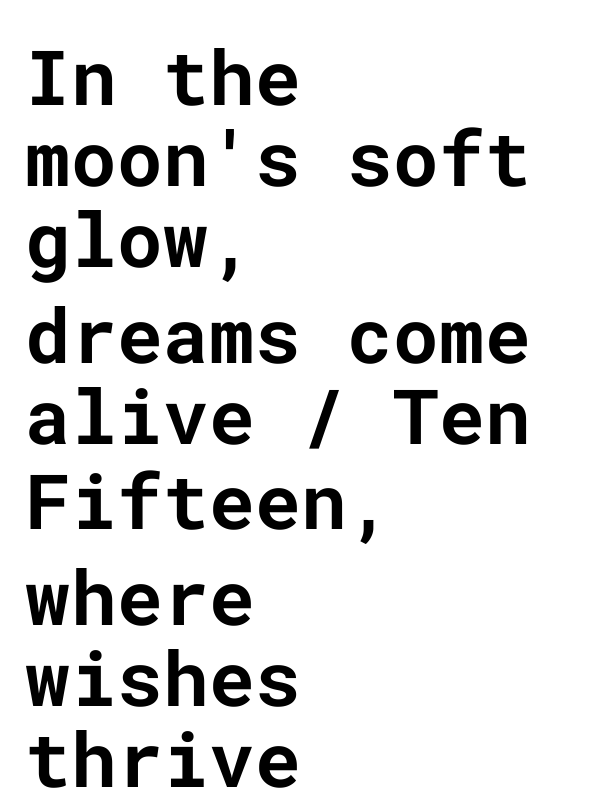 In the
moon's soft
glow,
dreams come
alive / Ten
Fifteen,
where
wishes
thrive